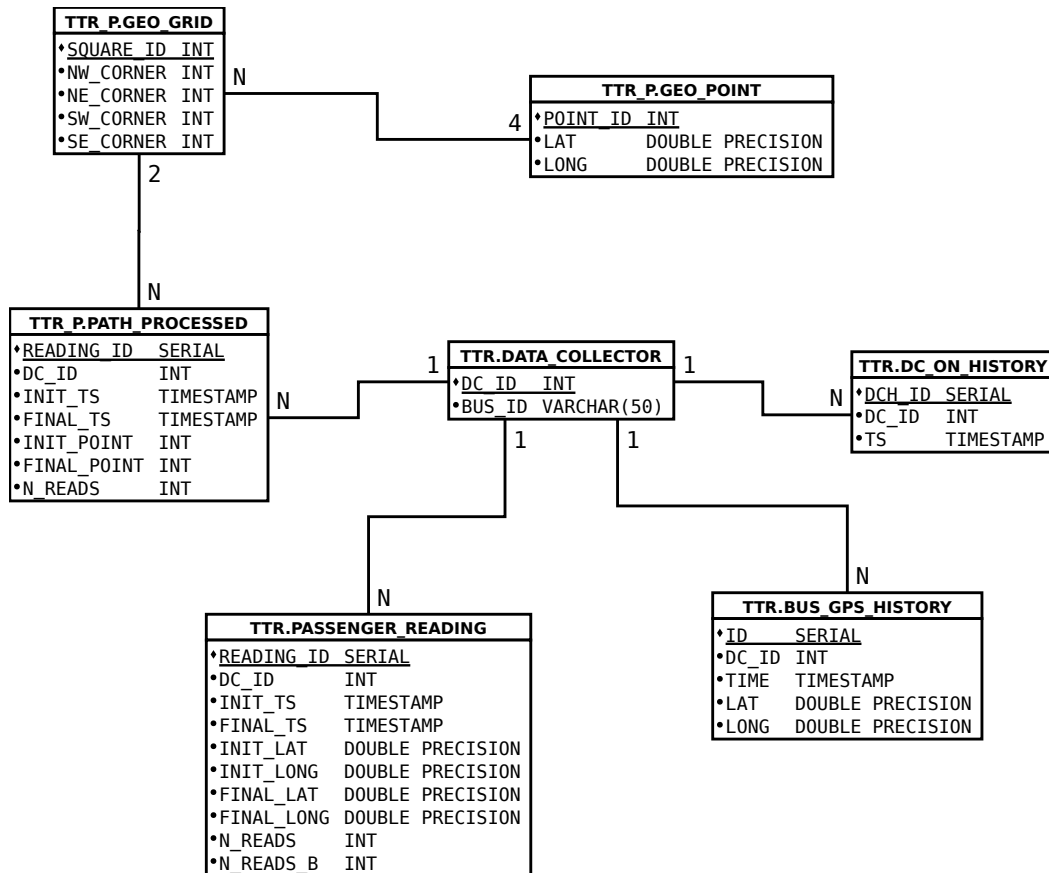 TTR_P.GEO_GRID
SQUARE_ID INT
NW_CORNER INT
NE_CORNER INT
SW_CORNER INT
SE_CORNER INT
N
4
TTR_P.GEO_POINT
POINT_ID INT
LAT DOUBLE PRECISION
LONG DOUBLE PRECISION
2
N
TTR_P.PATH_PROCESSED
READING_ID SERIAL
DC_ID INT
INIT_TS TIMESTAMP
FINAL_TS TIMESTAMP
INIT_POINT INT
FINAL_POINT INT
N_READS INT
N
1
TTR.DATA_COLLECTOR
DC_ID INT
BUS_ID VARCHAR(50)
1
N
TTR.DC_ON_HISTORY
DCH_ID SERIAL
DC_ID INT
TS TIMESTAMP
1
1
N
TTR.PASSENGER_READING
READING_ID SERIAL
DC_ID INT
INIT_TS TIMESTAMP
FINAL_TS TIMESTAMP
INIT_LAT DOUBLE PRECISION
INIT_LONG DOUBLE PRECISION
FINAL_LAT DOUBLE PRECISION
FINAL_LONG DOUBLE PRECISION
N_READS INT
N_READS_B INT
N
TTR.BUS_GPS_HISTORY
ID SERIAL
DC_ID INT
TIME TIMESTAMP
LAT DOUBLE PRECISION
LONG DOUBLE PRECISION